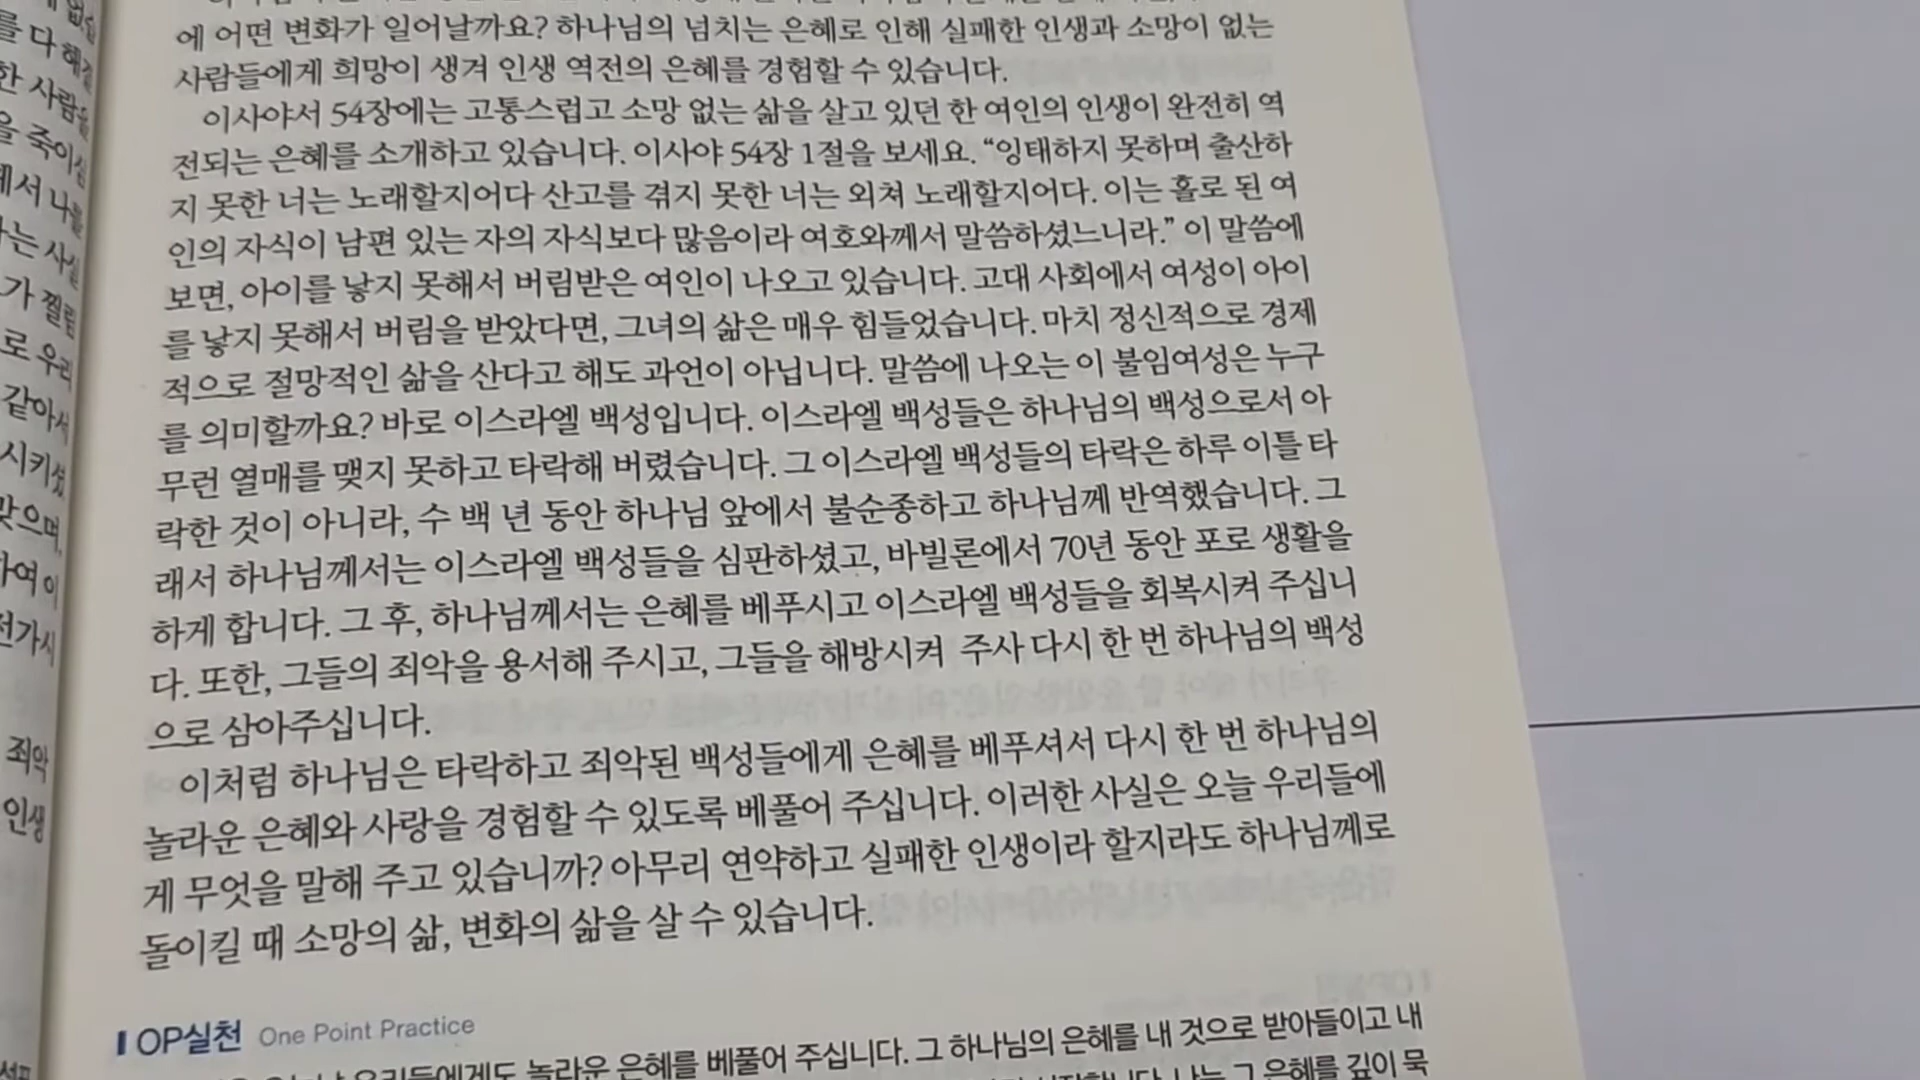 에 어떤 변화가 일어날까요? 하나님의 넘치는 은혜로 인해 실패한 인생과 소망이 없는
사람들에게 희망이 생겨 인생 역전의 은혜를 경험할 수 있습니다.
이사야서 54장에는 고통스럽고 소망 없는 삶을 살고 있던 한 여인의 인생이 완전히 역
전되는 은혜를 소개하고 있습니다. 이사야 54장 1절을 보세요. “잉태하지 못하며 출산하
지 못한 너는 노래할지어다 산고를 겪지 못한 너는 외쳐 노래할지어다. 이는 홀로 된 여
인의 자식이 남편 있는 자의 자식보다 많음이라 여호와께서 말씀하셨느니라.” 이 말씀에
보면, 아이를 낳지 못해서 버림받은 여인이 나오고 있습니다. 고대 사회에서 여성이 아이
를 낳지 못해서 버림을 받았다면, 그녀의 삶은 매우 힘들었습니다. 마치 정신적으로 경제
적으로 절망적인 삶을 산다고 해도 과언이 아닙니다. 말씀에 나오는 이 불임여성은 누구
를 의미할까요? 바로 이스라엘 백성입니다. 이스라엘 백성들은 하나님의 백성으로서 아
무런 열매를 맺지 못하고 타락해 버렸습니다. 그 이스라엘 백성들의 타락은 하루 이틀 타
락한 것이 아니라, 수 백 년 동안 하나님 앞에서 불순종하고 하나님께 반역했습니다. 그
래서 하나님께서는 이스라엘 백성들을 심판하셨고, 바빌론에서 70년 동안 포로 생활을
하게 합니다. 그 후, 하나님께서는 은혜를 베푸시고 이스라엘 백성들을 회복시켜 주십니
다. 또한, 그들의 죄악을 용서해 주시고, 그들을 해방시켜 주사 다시 한 번 하나님의 백성
으로 삼아주십니다.
이처럼 하나님은 타락하고 죄악된 백성들에게 은혜를 베푸셔서 다시 한 번 하나님의
놀라운 은혜와 사랑을 경험할 수 있도록 베풀어 주십니다. 이러한 사실은 오늘 우리들에
게 무엇을 말해 주고 있습니까? 아무리 연약하고 실패한 인생이라 할지라도 하나님께로
돌이킬 때 소망의 삶, 변화의 삶을 살 수 있습니다.
OP실천 One Point Practice
우리들에게도 놀라운 은혜를 베풀어 주십니다. 그 하나님의 은혜를 내 것으로 받아들이고 내
나는 그 은혜를 깊이 묵